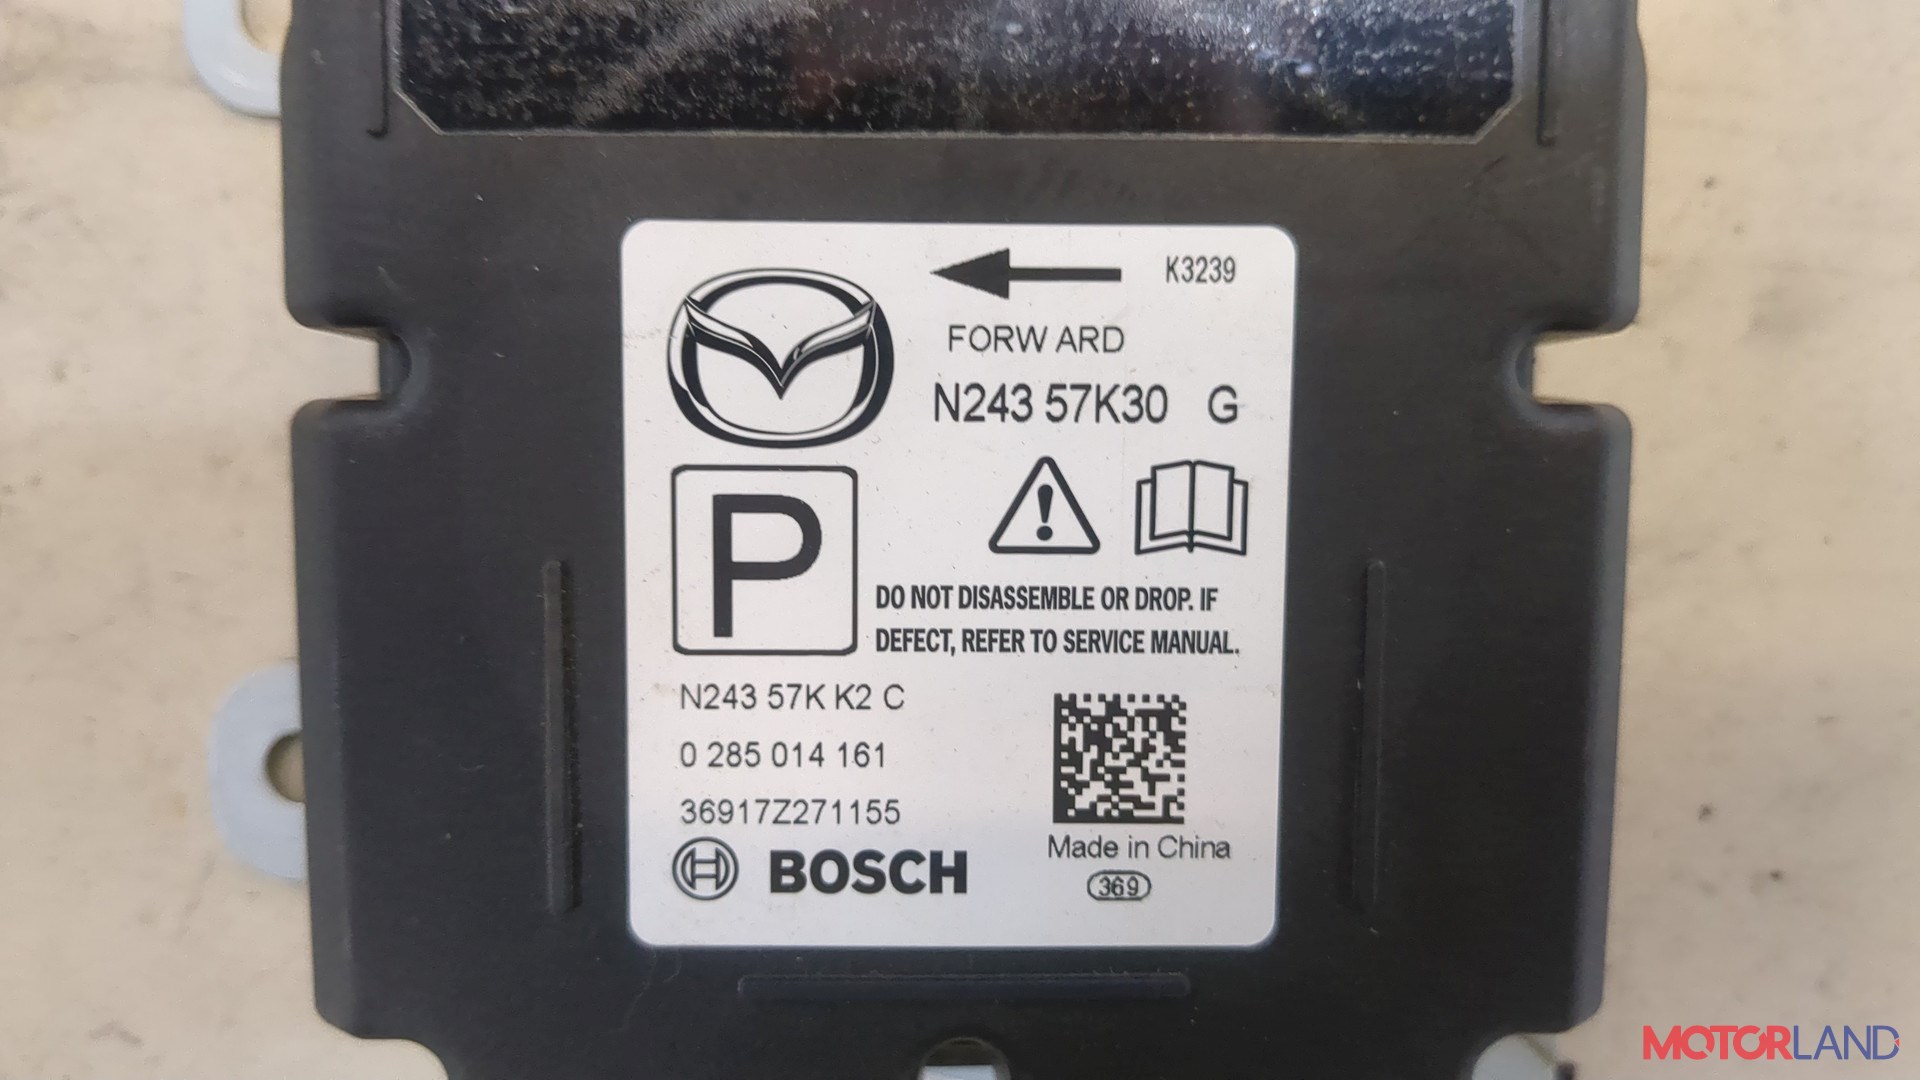 K3239
FORW ARD
N243 57K30 G
P
DO NOT DISASSEMBLE OR DROP. IF
DEFECT, REFER TO SERVICE MANUAL.
N243 57K K2 C
0 285 014 161
36917Z271155
BOSCH
Made in China
369
MOTORLAND